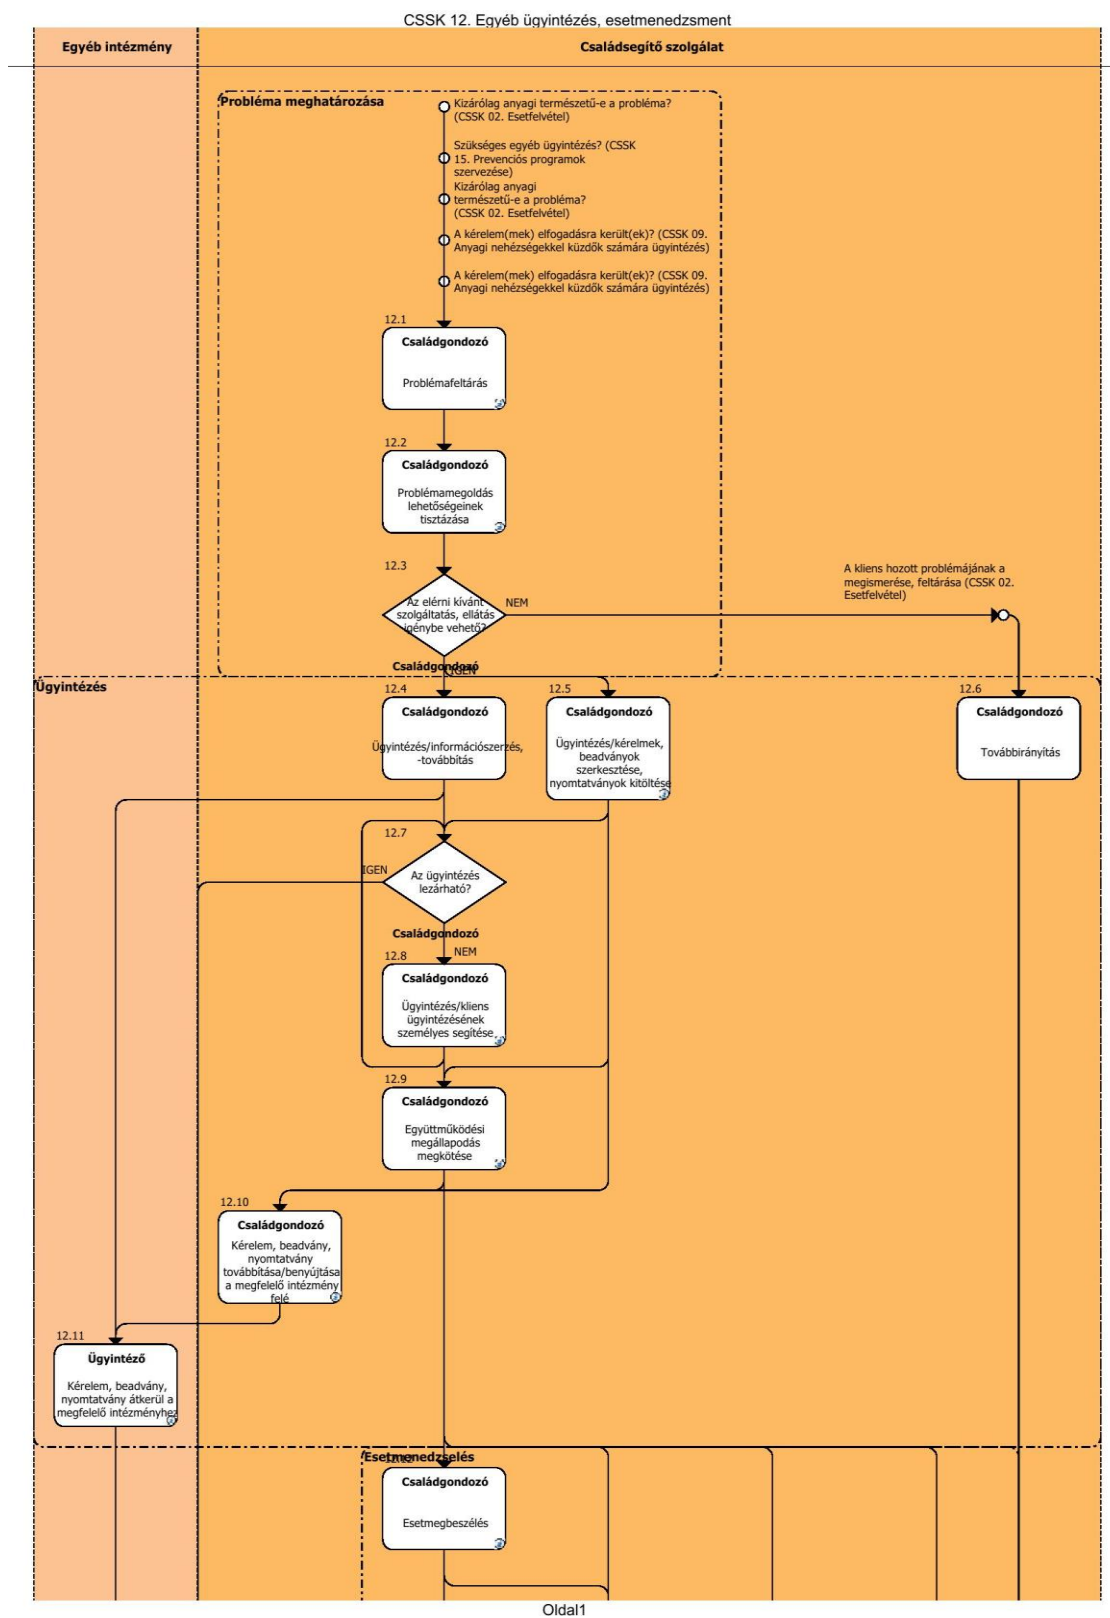 CSSK 12. Egyéb ügyintézés, esetmenedzsment
Egyéb intézmény
Családsegítő szolgálat
Probléma meghatározása
Kizárólag anyagi természetű-e a probléma?
(CSSK 02. Esetfelvétel)
Szükséges egyéb ügyintézés? (CSSK
15. Prevenciós programok
szervezése)
Kizárólag anyagi
természetű-e a probléma?
(CSSK 02. Esetfelvétel)
A kérelem(mek) elfogadásra került(ek)? (CSSK 09.
Anyagi nehézségekkel küzdők számára ügyintézés)
A kérelem(mek) elfogadásra került(ek)? (CSSK 09.
Anyagi nehézségekkel küzdők számára ügyintézés)
12.1
Családgondozó
Problémafeltárás
12.2
Családgondozó
Problémamegoldás
lehetőségeinek
tisztázása
12.3
Az elérni kívánt
szolgáltatás, ellátás
igénybe vehető?
NEM
A kliens hozott problémájának a
megismerése, feltárása (CSSK 02.
Esetfelvétel)
Családgondozó
IGEN
Ügyintézés
12.4
Családgondozó
Ügyintézés/információszerzés,
-továbbítás
12.5
Családgondozó
Ügyintézés/kérelmek,
beadványok
szerkesztése,
nyomtatványok kitöltése
12.6
Családgondozó
Továbbirányítás
12.7
IGEN
Az ügyintézés
lezárható?
Családgondozó
NEM
12.8
Családgondozó
Ügyintézés/kliens
ügyintézésének
személyes segítése
12.9
Családgondozó
Együttműködési
megállapodás
megkötése
12.10
Családgondozó
Kérelem, beadvány,
nyomtatvány
továbbítása/benyújtása
a megfelelő intézmény
felé
12.11
Ügyintéző
Kérelem, beadvány,
nyomtatvány átkerül a
megfelelő intézményhez
Esetmenedzselés
12.12
Családgondozó
Esetmegbeszélés
Oldal1